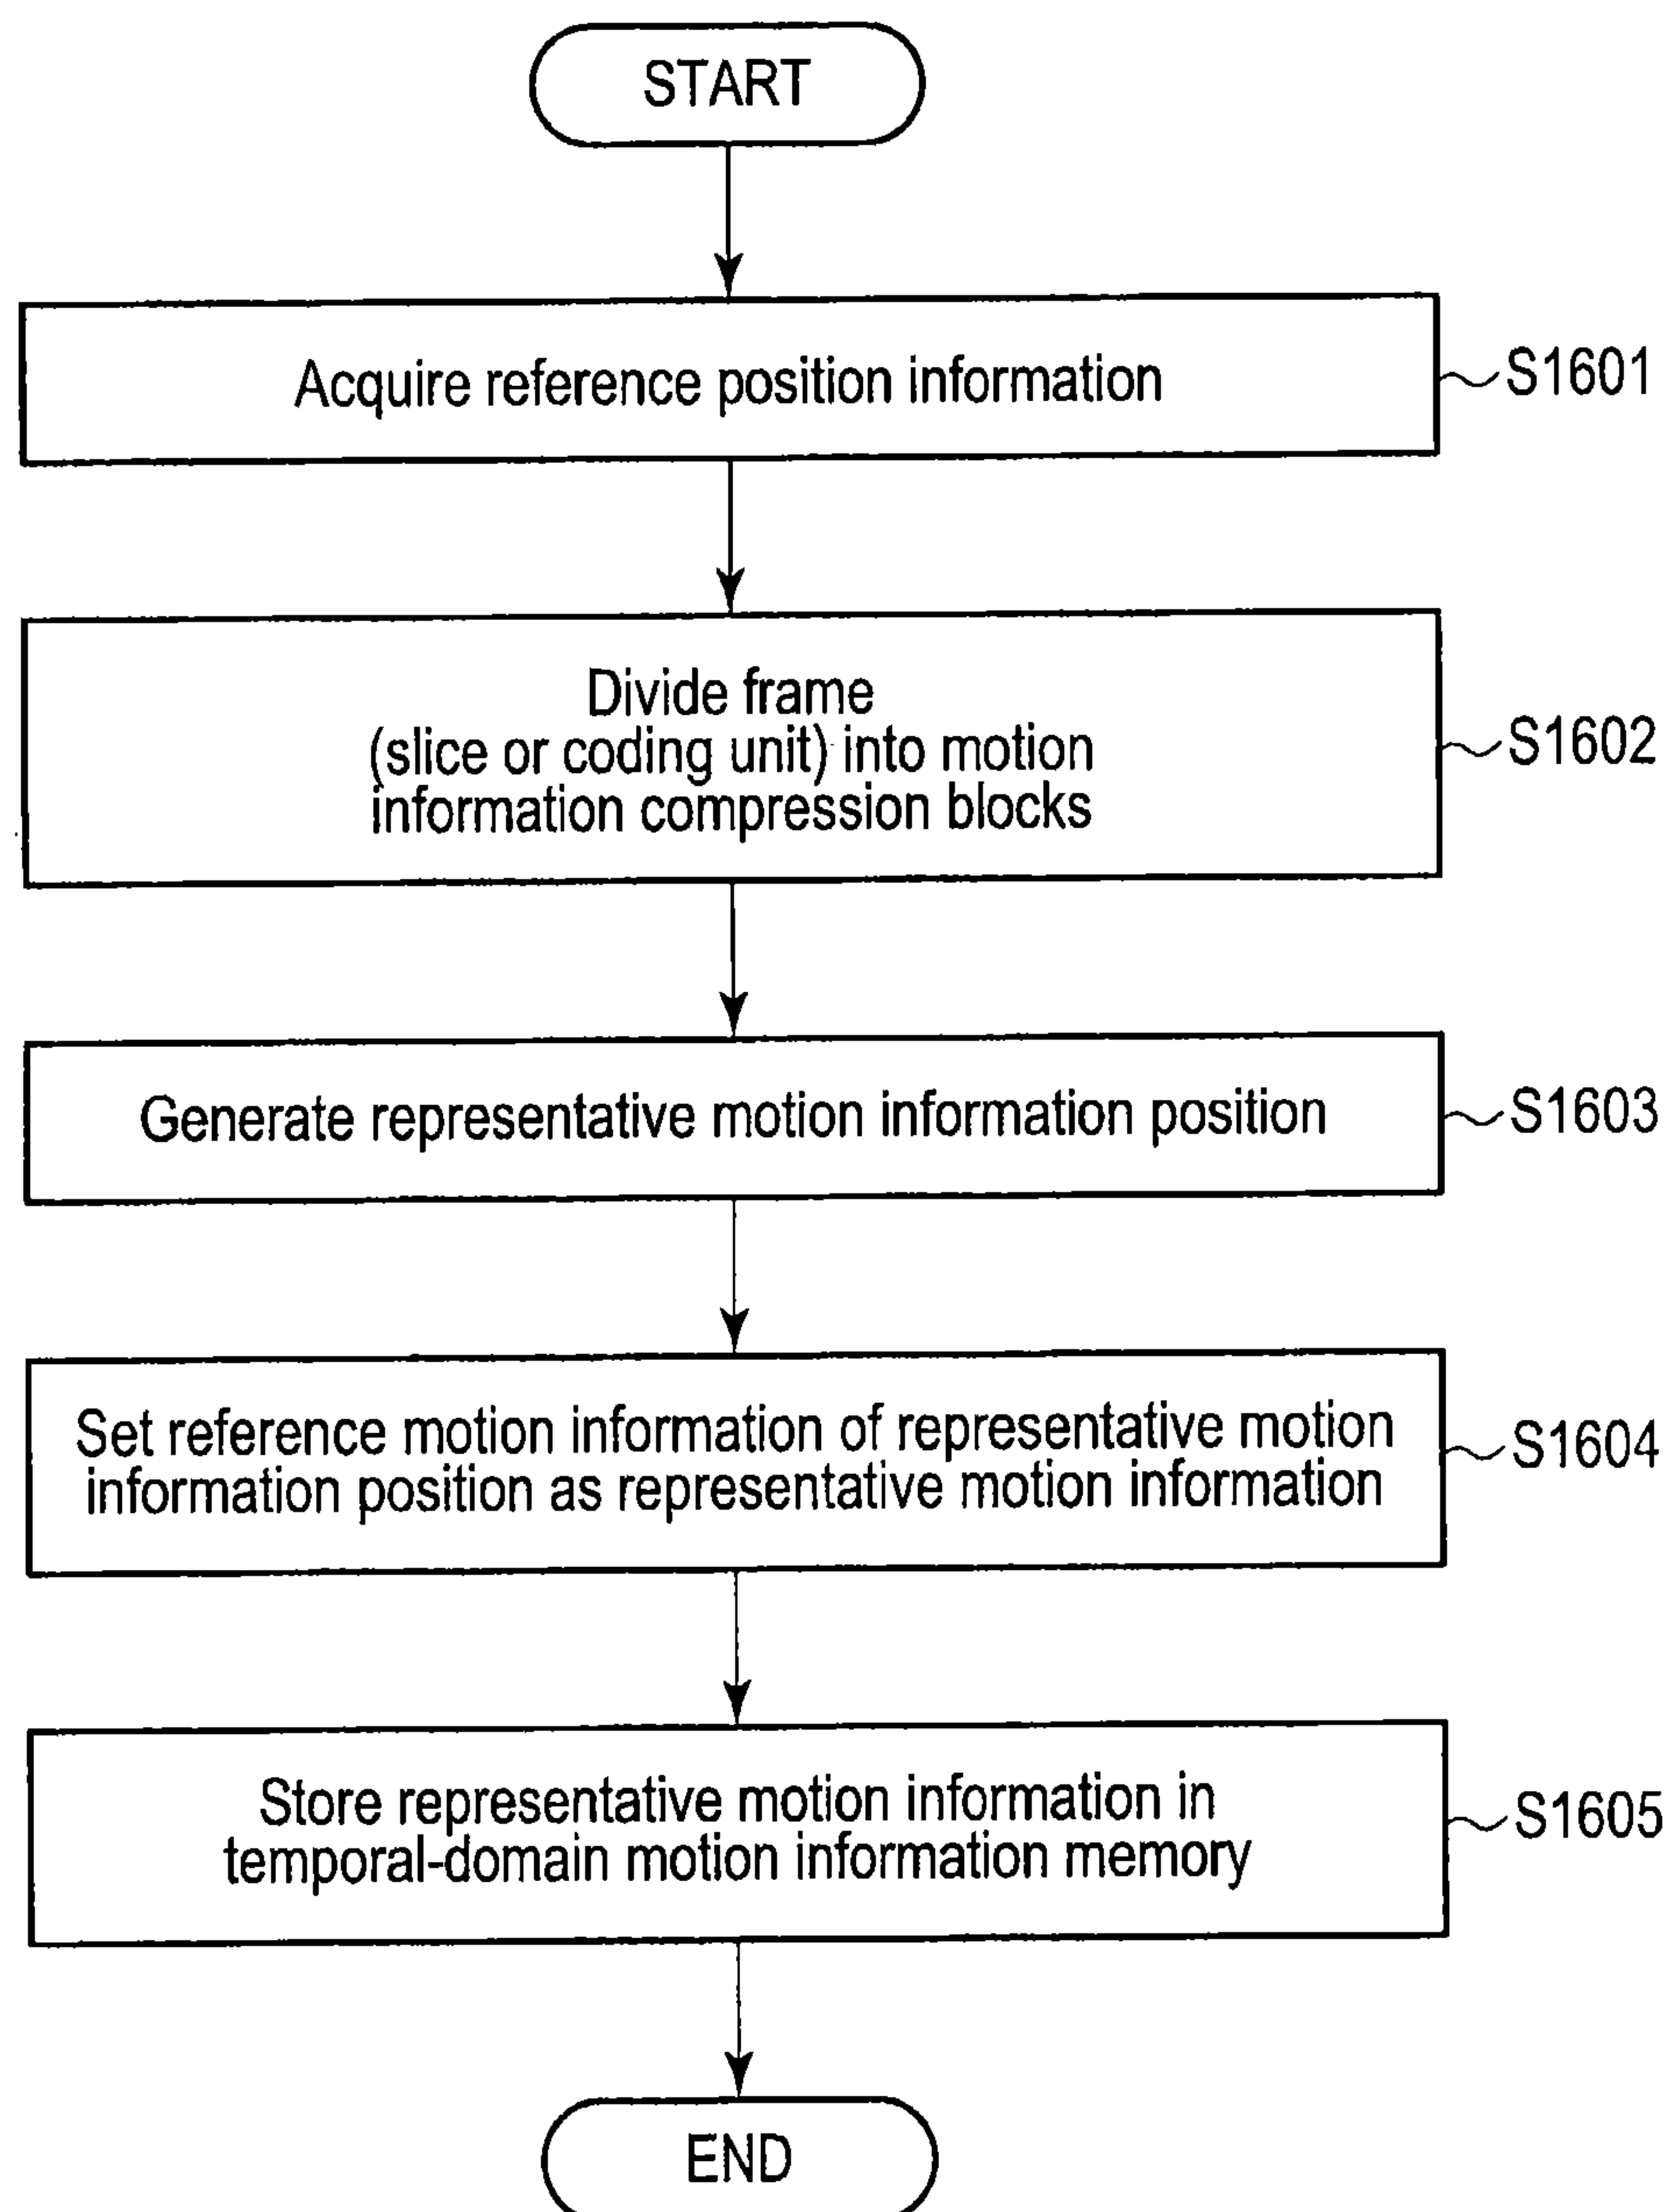 START
Acquire reference position information
S1601
Divide frame
(slice or coding unit) into motion
information compression blocks
S1602
Generate representative motion information position
S1603
Set reference motion information of representative motion
information position as representative motion information
S1604
Store representative motion information in
temporal-domain motion information memory
S1605
END